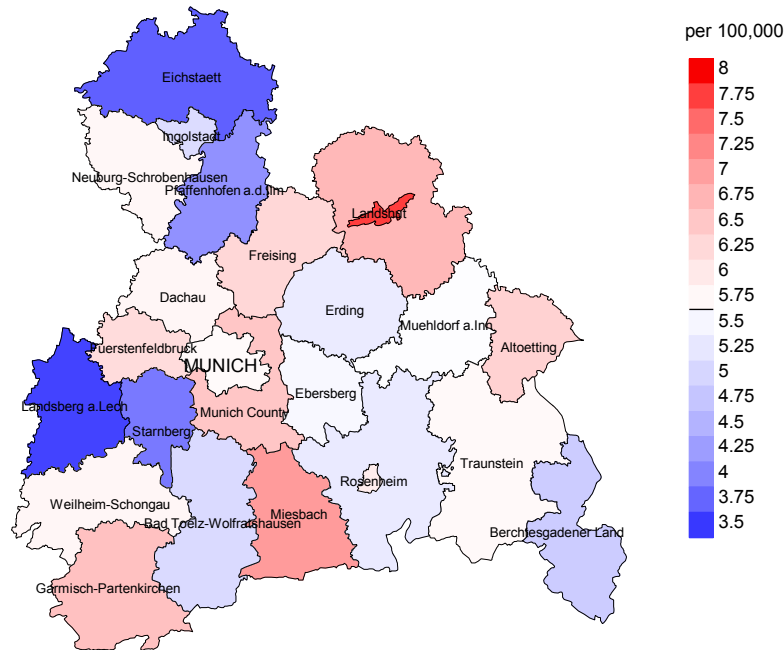 per 100,000
8
7.75
7.5
7.25
7
6.75
6.5
6.25
6
5.75
5.5
5.25
5
4.75
4.5
4.25
4
3.75
3.5
Eichstaett
Ingolstadt
Neuburg-Schrobenhausen
Pfaffenhofen a.d.Ilm
Landshut
Freising
Dachau
Erding
Muehldorf a.Inn
Altoetting
Fuerstenfeldbruck
MUNICH
Ebersberg
Landsberg a.Lech
Munich County
Starnberg
Traunstein
Rosenheim
Weilheim-Schongau
Miesbach
Bad Toelz-Wolfratshausen
Berchtesgadener Land
Garmisch-Partenkirchen